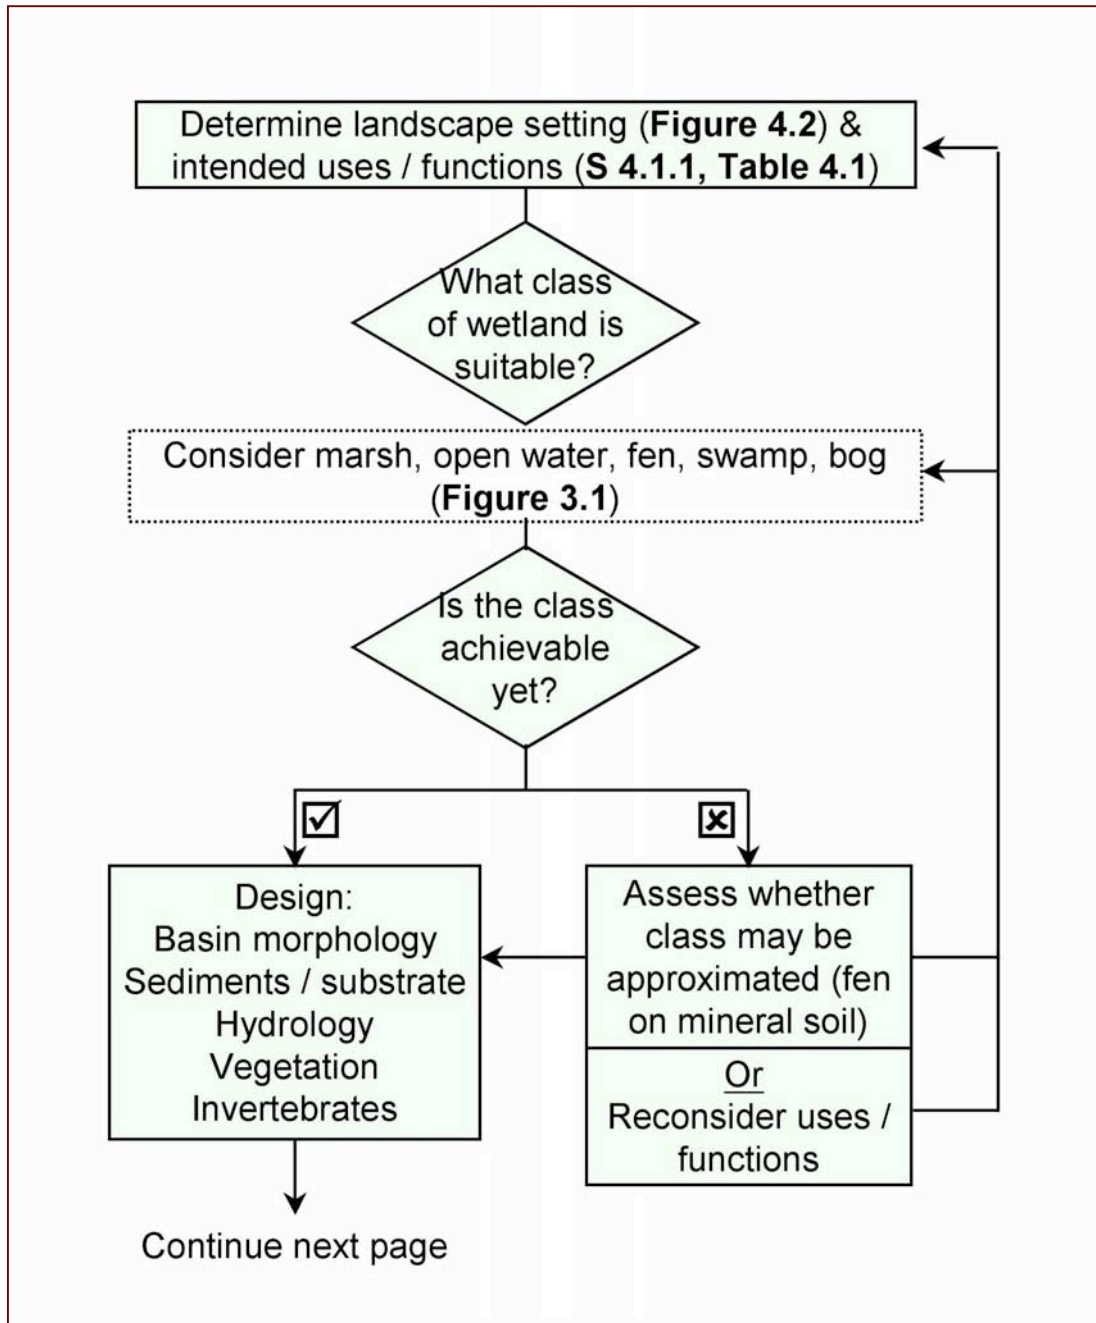 Determine landscape setting (Figure 4.2) &
intended uses / functions (S 4.1.1, Table 4.1)
What class
of wetland is
suitable?
Consider marsh, open water, fen, swamp, bog
(Figure 3.1)
Is the class
achievable
yet?
Design:
Basin morphology
Sediments / substrate
Hydrology
Vegetation
Invertebrates
Assess whether
class may be
approximated (fen
on mineral soil)
Or
Reconsider uses /
functions
Continue next page